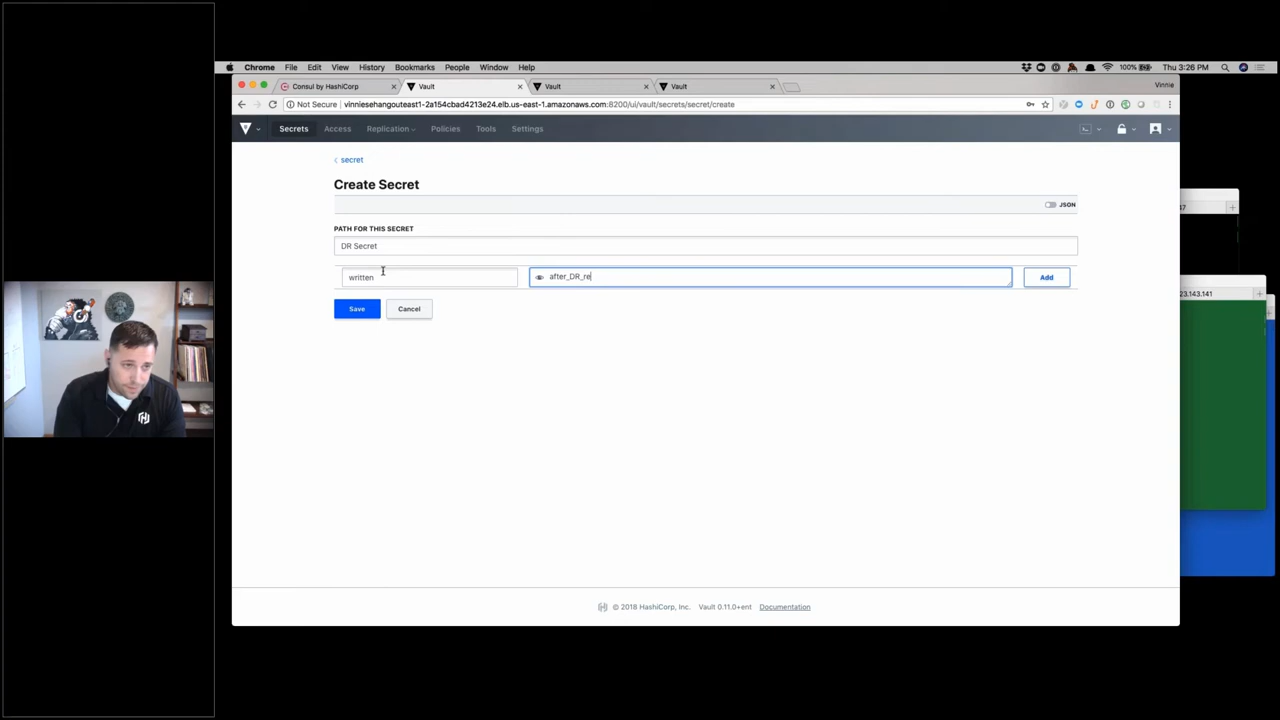 Chrome File Edit View History Bookmarks People Window Help 100% Thu 3:26 PM
Consul by HashiCorp Vault Vault Vault Vinnie
Not Secure vinniesehangouteast1-2a154cbad4213e24.elb.us-east-1.amazonaws.com:8200/ui/vault/secrets/secret/create
Secrets Access Replication Policies Tools Settings
secret
Create Secret
JSON
PATH FOR THIS SECRET
DR Secret
written after_DR_re Add
Save Cancel
23.143.141
© 2018 HashiCorp, Inc. Vault 0.11.0+ent Documentation